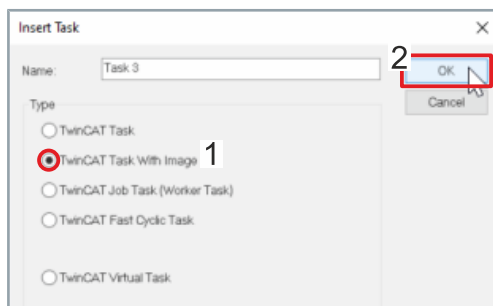 Insert Task
2
Name: Task 3 OK
Cancel
Type
TwinCAT Task
TwinCAT Task With Image 1
TwinCAT Job Task (Worker Task)
TwinCAT Fast Cyclic Task
TwinCAT Virtual Task